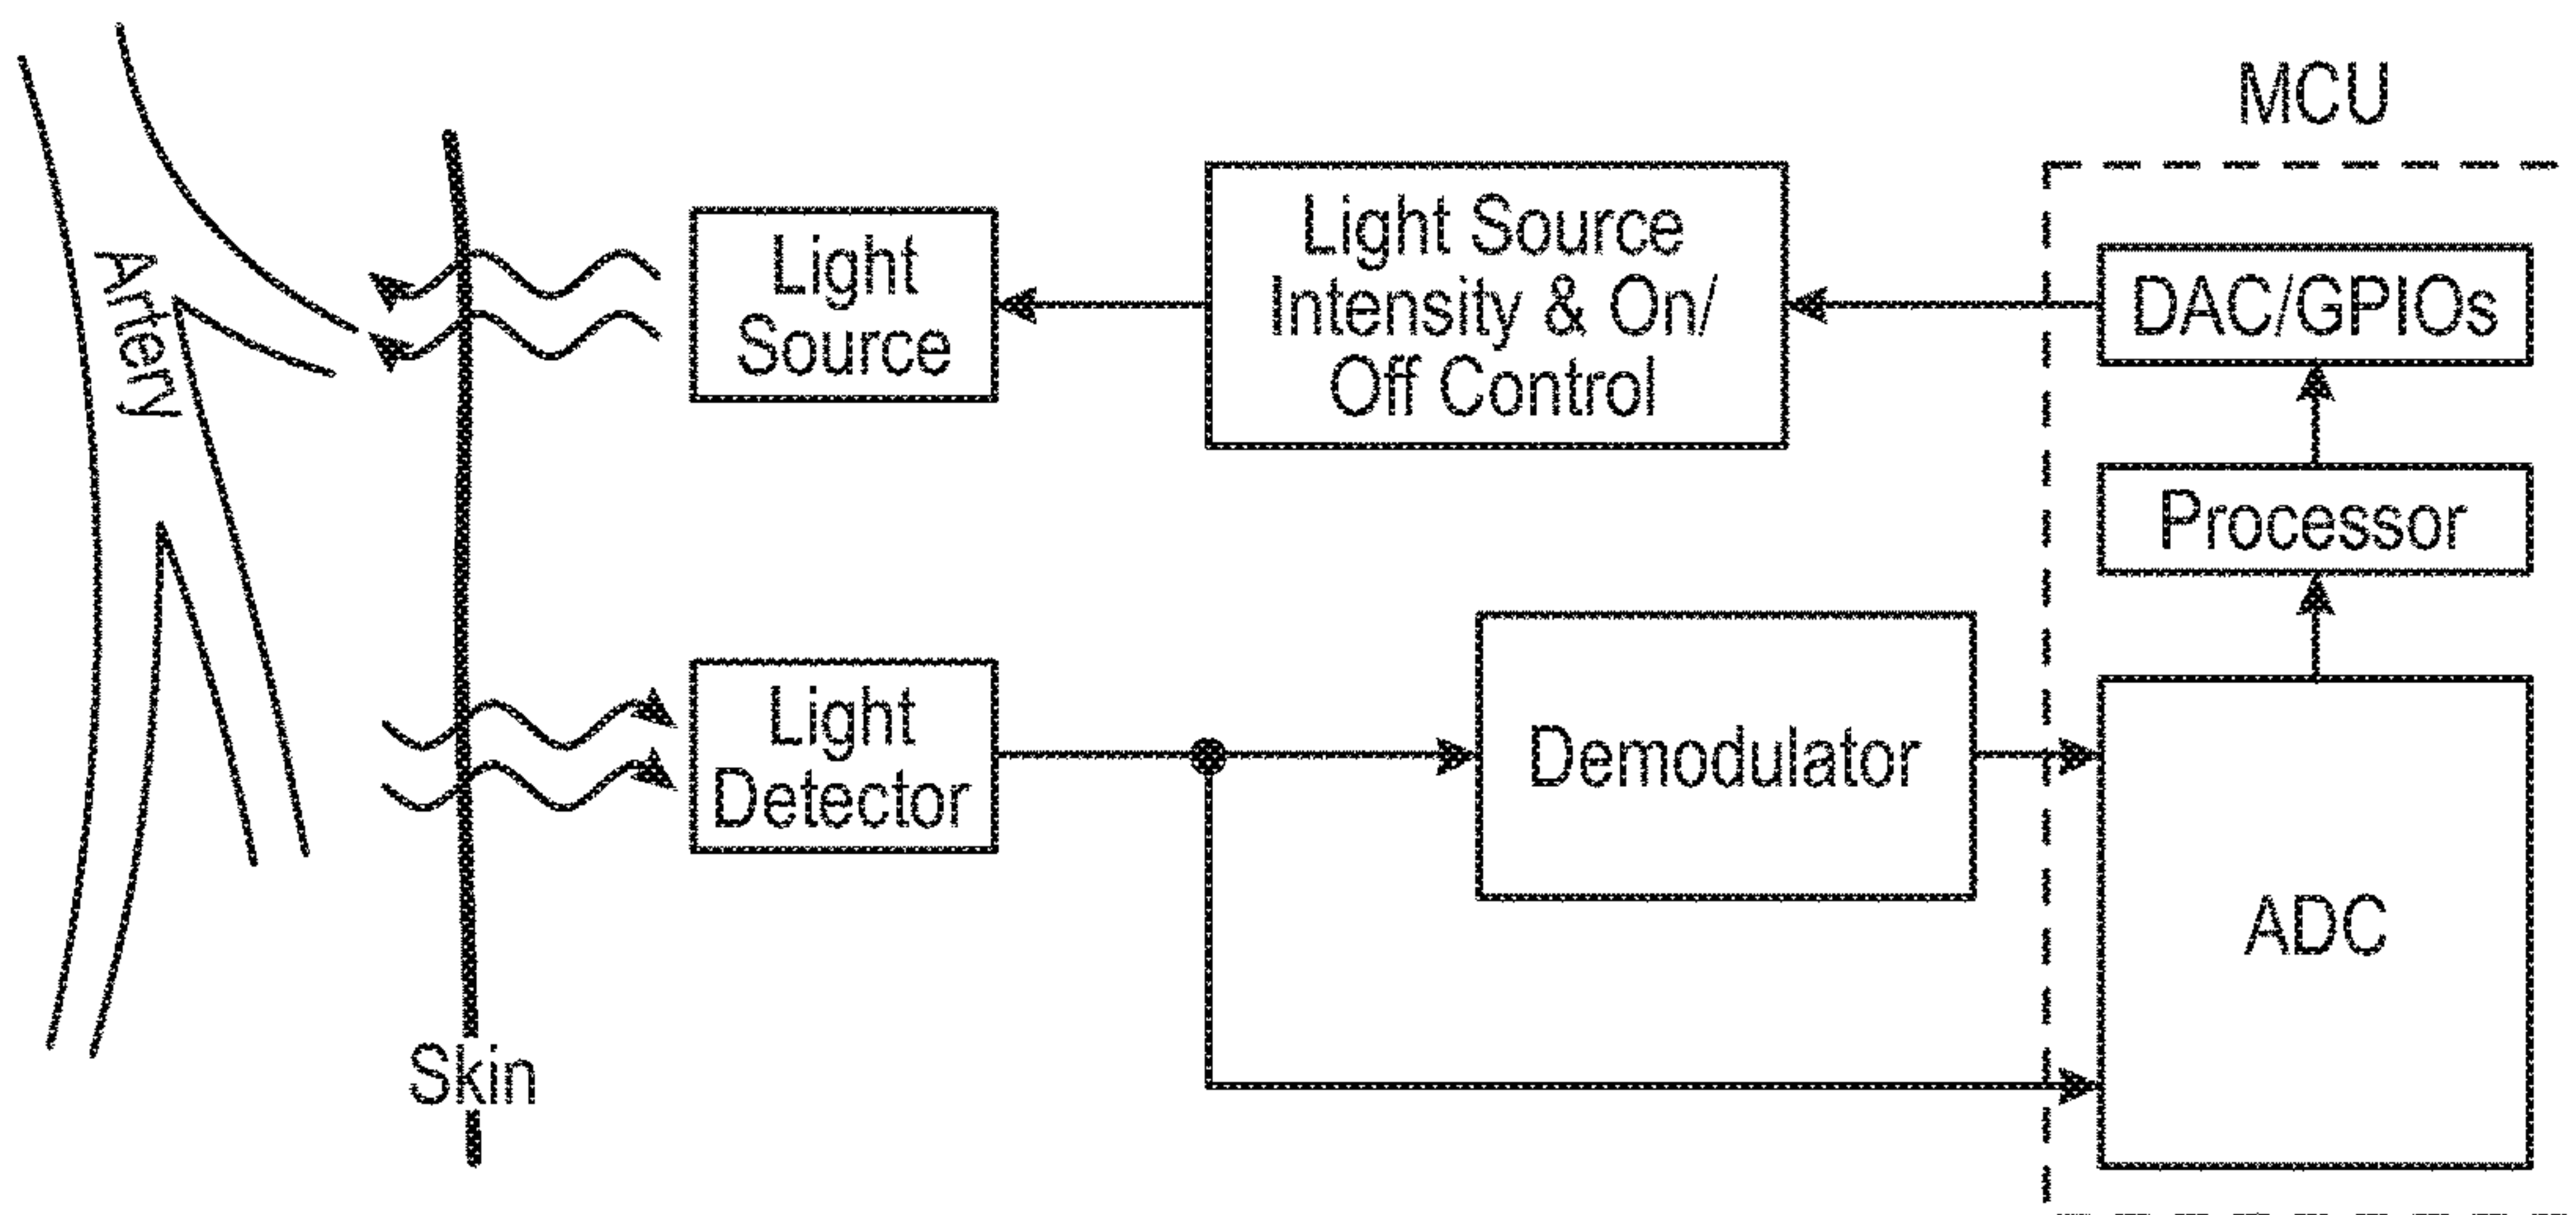 MCU
Light Source
Intensity & On/
Off Control
Light
Source
DAC/GPIOs
Artery
Processor
Light
Detector
Demodulator
ADC
Skin